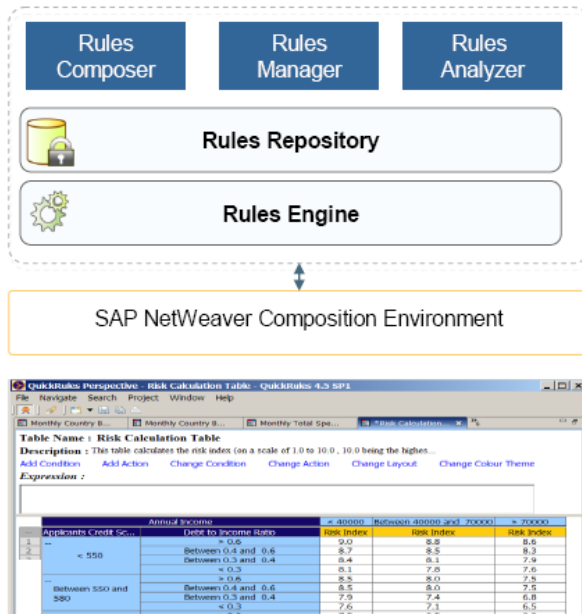 Rules Composer
Rules Manager
Rules Analyzer
Rules Repository
Rules Engine
SAP NetWeaver Composition Environment
QuickRules Perspective - Risk Calculation Table - QuickRules 4.5 SP1
File Navigate Search Project Window Help
Monthly Country B... Monthly Country B... Monthly Total Spe... *Risk Calculation...
Table Name : Risk Calculation Table
Description : This table calculates the risk index (on a scale of 1.0 to 10.0 , 10.0 being the highes...
Add Condition Add Action Change Condition Change Action Change Layout Change Colour Theme
Expression :
Annual Income < 40000 Between 40000 and 70000 > 70000
Applicants Credit Sc... Debt to Income Ratio Risk Index Risk Index Risk Index
1 ... > 0.6 9.0 8.8 8.6
2 < 550 Between 0.4 and 0.6 8.7 8.5 8.3
Between 0.3 and 0.4 8.4 8.1 7.9
< 0.3 8.1 7.8 7.6
... > 0.6 8.5 8.0 7.5
Between 550 and 580 Between 0.4 and 0.6 8.5 8.0 7.5
Between 0.3 and 0.4 7.9 7.4 6.8
< 0.3 7.6 7.1 6.5